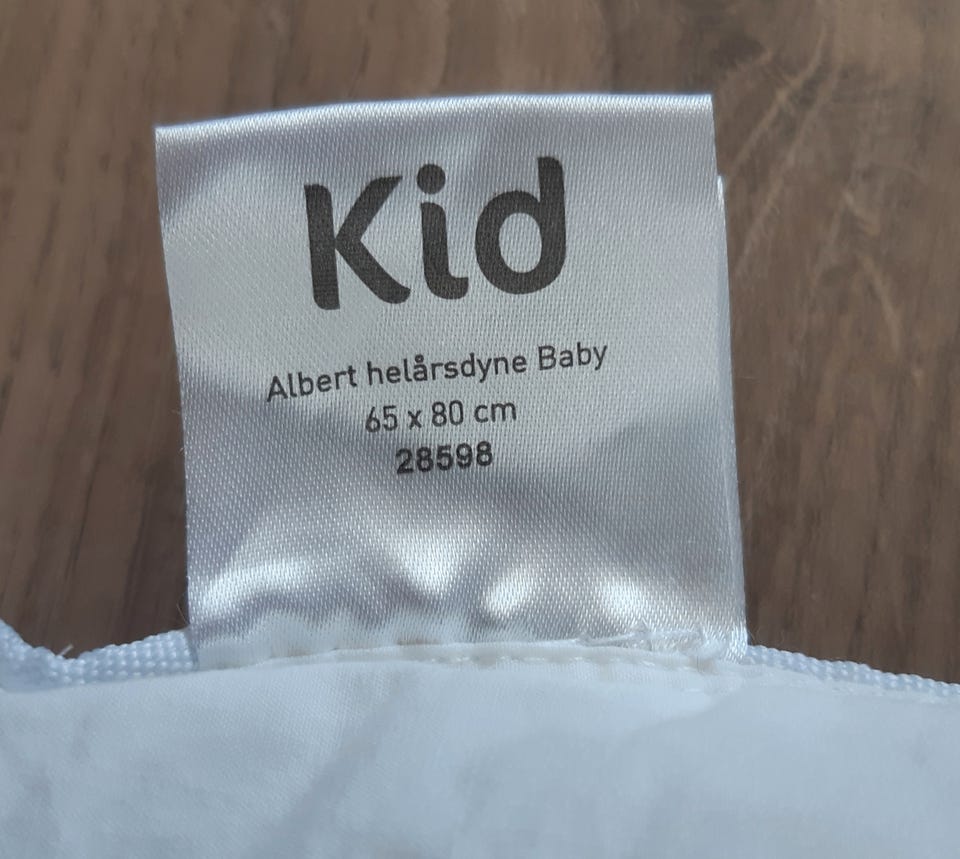 Kid
Albert helårsdyne Baby
65 x 80 cm
28598